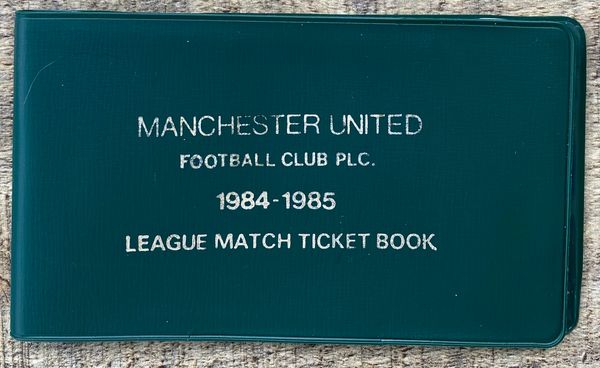 MANCHESTER UNITED
FOOTBALL CLUB PLC.
1984-1985
LEAGUE MATCH TICKET BOOK